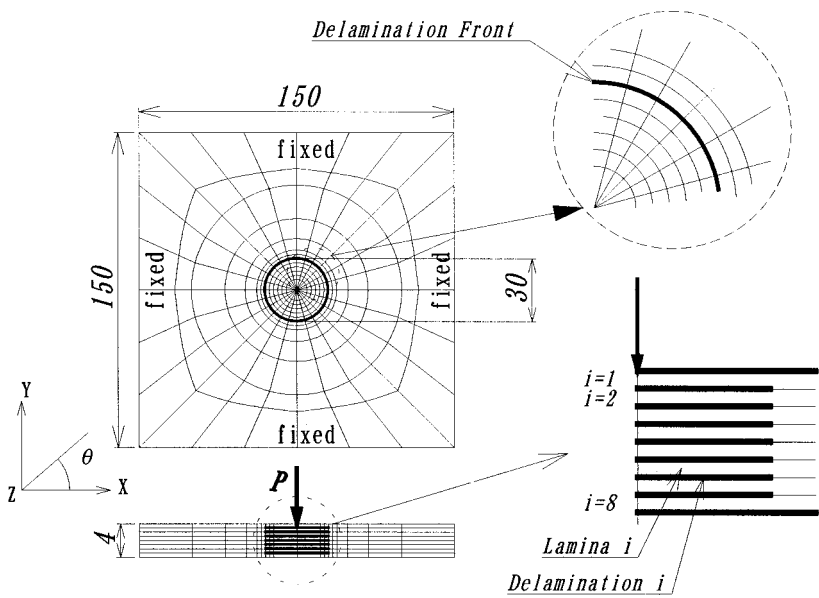 Delamination Front
150
fixed
150
fixed
fixed
30
fixed
i=1
i=2
i=8
Lamina i
Delamination i
Y
θ
Z
X
P
4